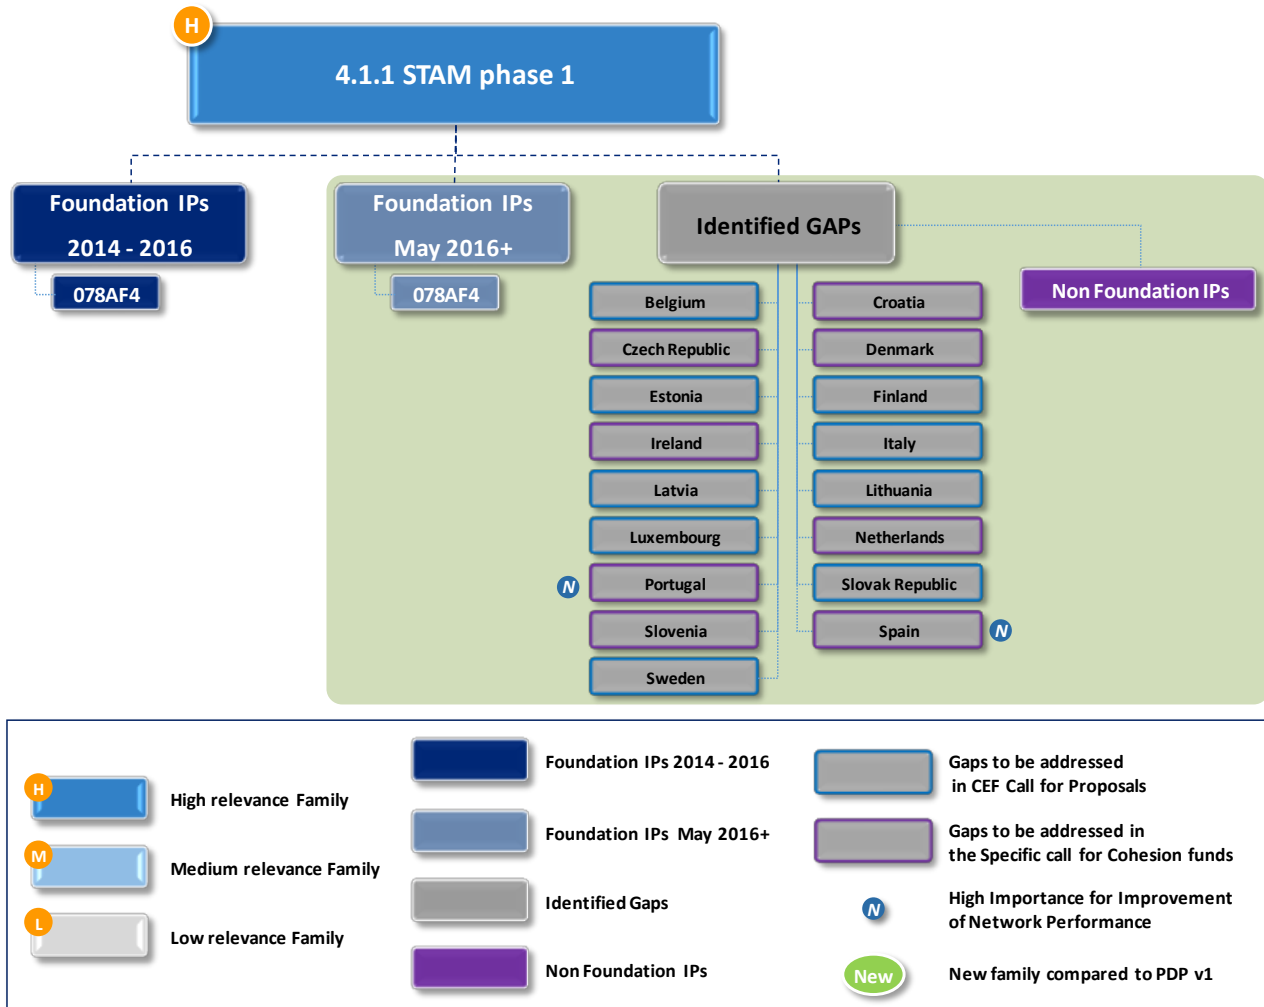 H
4.1.1 STAM phase 1
Foundation IPs
2014 - 2016
078AF4
Foundation IPs
May 2016+
078AF4
Identified GAPs
Non Foundation IPs
Belgium
Croatia
Czech Republic
Denmark
Estonia
Finland
Ireland
Italy
Latvia
Lithuania
Luxembourg
Netherlands
N
Portugal
Slovak Republic
Slovenia
Spain
N
Sweden
H
High relevance Family
M
Medium relevance Family
L
Low relevance Family
Foundation IPs 2014 - 2016
Foundation IPs May 2016+
Identified Gaps
Non Foundation IPs
Gaps to be addressed
in CEF Call for Proposals
Gaps to be addressed in
the Specific call for Cohesion funds
N
High Importance for Improvement
of Network Performance
New
New family compared to PDP v1